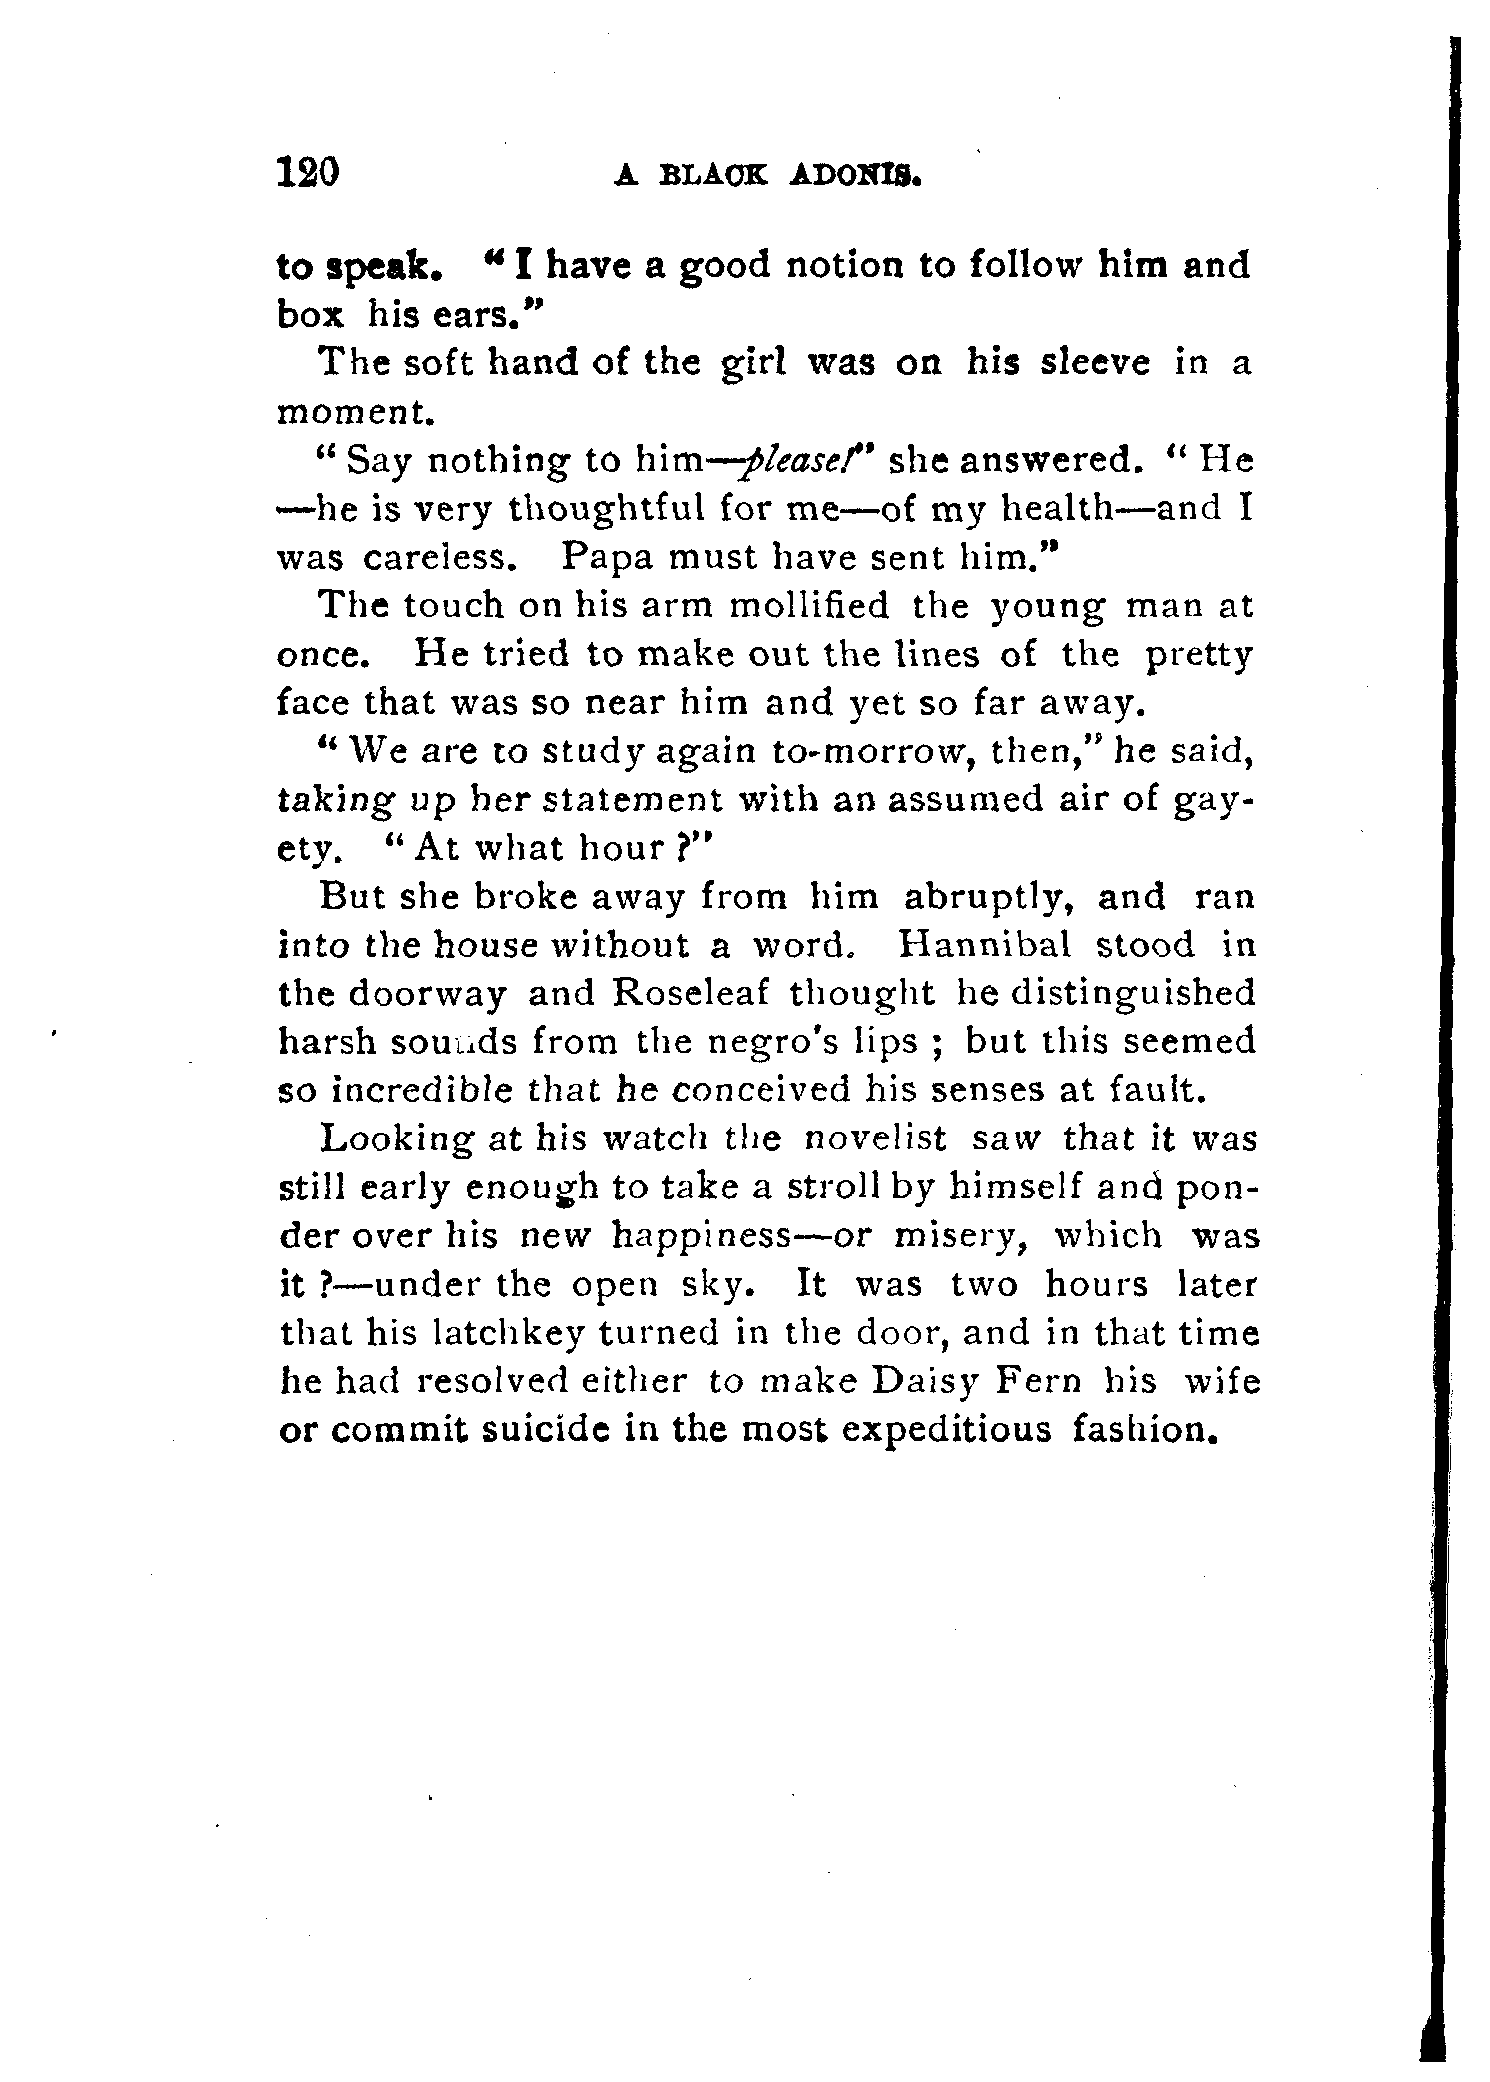 120 A BLACK ADONIS.
to speak. "I have a good notion to follow him and
box his ears."
The soft hand of the girl was on his sleeve in a
moment.
"Say nothing to him—please!" she answered. "He
—he is very thoughtful for me—of my health—and I
was careless. Papa must have sent him."
The touch on his arm mollified the young man at
once. He tried to make out the lines of the pretty
face that was so near him and yet so far away.
"We are to study again to-morrow, then," he said,
taking up her statement with an assumed air of gay-
ety. "At what hour?"
But she broke away from him abruptly, and ran
into the house without a word. Hannibal stood in
the doorway and Roseleaf thought he distinguished
harsh sounds from the negro's lips; but this seemed
so incredible that he conceived his senses at fault.
Looking at his watch the novelist saw that it was
still early enough to take a stroll by himself and pon-
der over his new happiness—or misery, which was
it?—under the open sky. It was two hours later
that his latchkey turned in the door, and in that time
he had resolved either to make Daisy Fern his wife
or commit suicide in the most expeditious fashion.